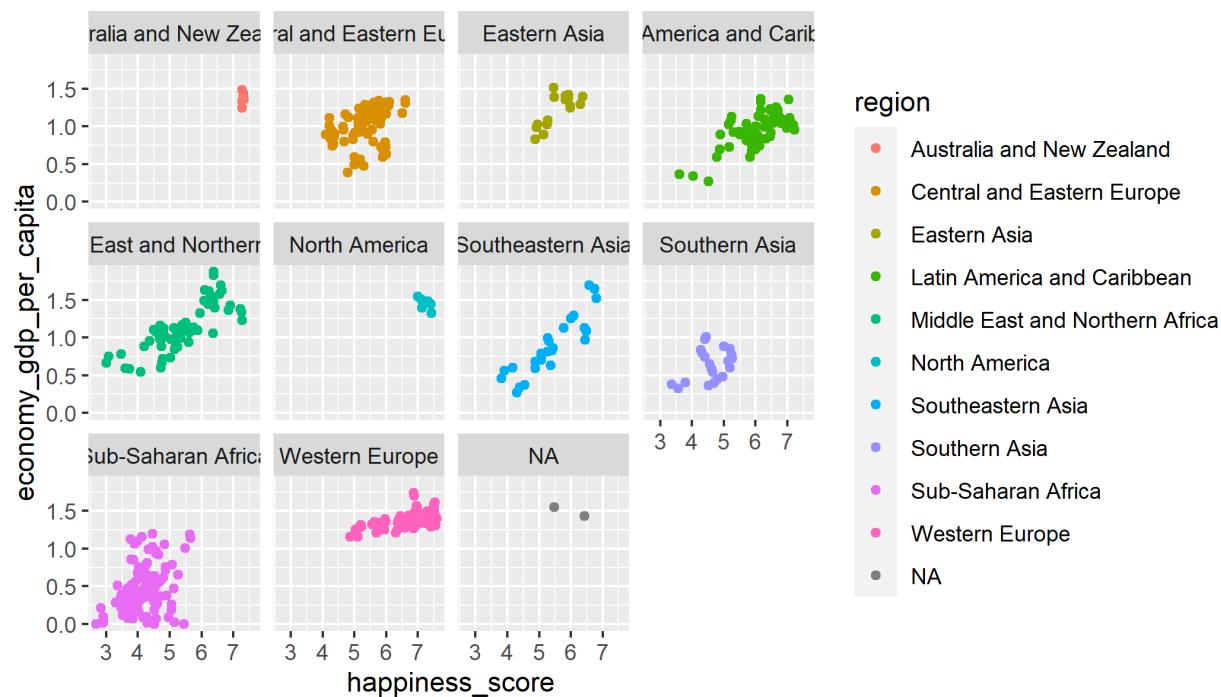 ralia and New Zea
ral and Eastern Eu
Eastern Asia
America and Carib
1.5
1.0
0.5
0.0
East and Northern
North America
Southeastern Asia
Southern Asia
1.5
1.0
0.5
0.0
3 4 5 6 7
Sub-Saharan Africa
Western Europe
NA
1.5
1.0
0.5
0.0
3 4 5 6 7
3 4 5 6 7
3 4 5 6 7
happiness_score
economy_gdp_per_capita
region
Australia and New Zealand
Central and Eastern Europe
Eastern Asia
Latin America and Caribbean
Middle East and Northern Africa
North America
Southeastern Asia
Southern Asia
Sub-Saharan Africa
Western Europe
NA